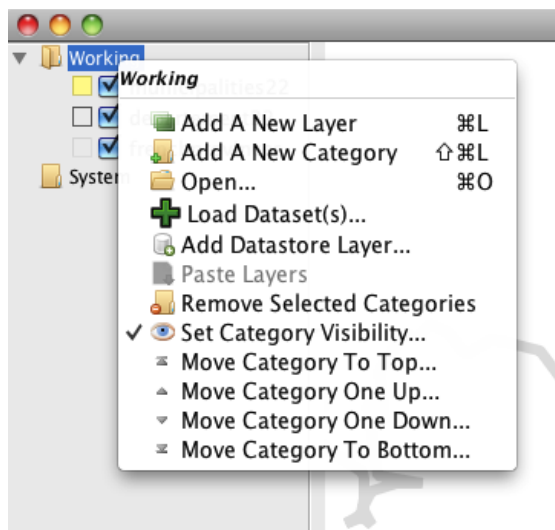 Working
Working
municipalities22
Add A New Layer ⌘L
Add A New Category ⇧⌘L
System
Open... ⌘O
Load Dataset(s)...
Add Datastore Layer...
Paste Layers
Remove Selected Categories
Set Category Visibility...
Move Category To Top...
Move Category One Up...
Move Category One Down...
Move Category To Bottom...